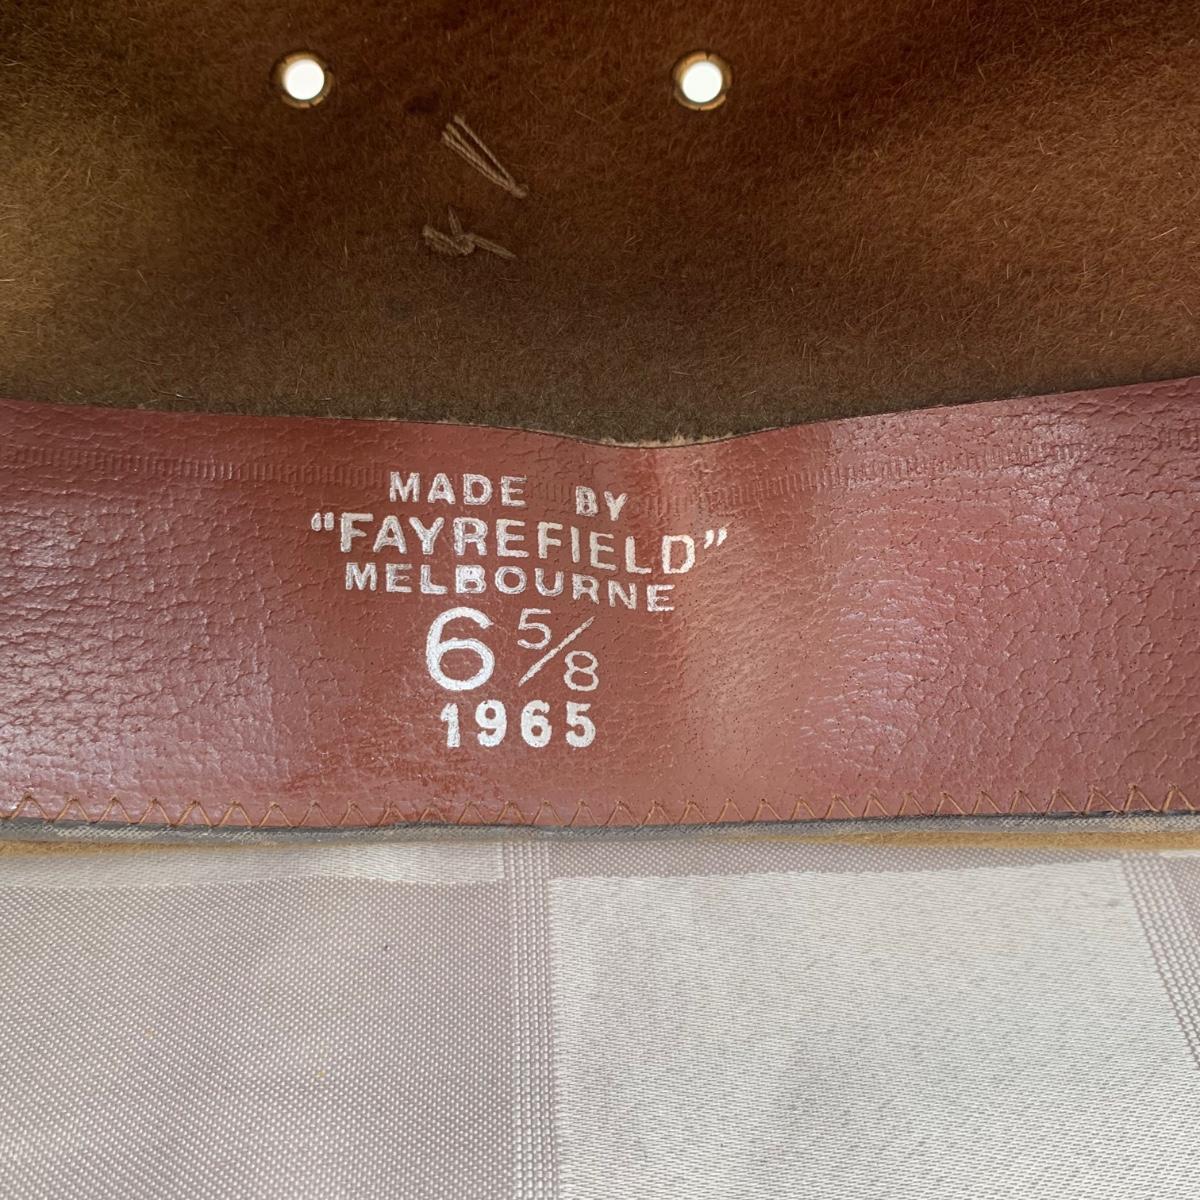 MADE BY
"FAYREFIELD"
MELBOURNE
6 5/8
1965